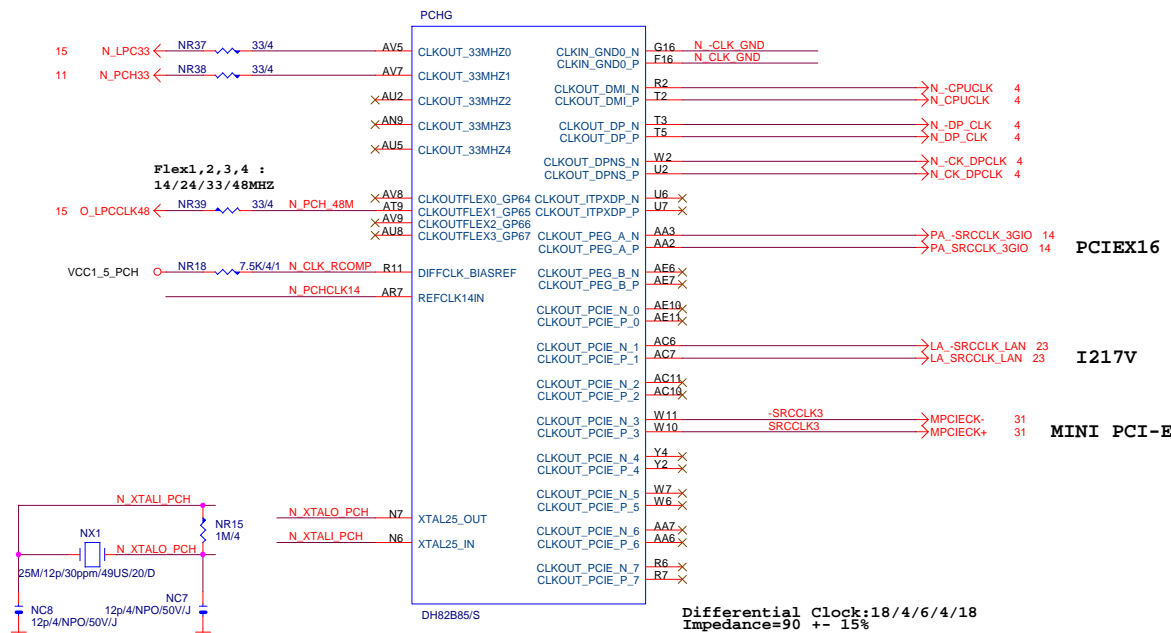 PCHG
15 N_LPC33 NR37 33/4 AV5 CLKOUT_33MHZ0
11 N_PCH33 NR38 33/4 AV7 CLKOUT_33MHZ1
AU2 CLKOUT_33MHZ2
AN9 CLKOUT_33MHZ3
AU5 CLKOUT_33MHZ4
Flex1,2,3,4 :
14/24/33/48MHZ
AV8 CLKOUTFLEX0_GP64
15 O_LPCCLK48 NR39 33/4 N_PCH_48M AT9 CLKOUTFLEX1_GP65
AV9 CLKOUTFLEX2_GP66
AU8 CLKOUTFLEX3_GP67
VCC1_5_PCH NR18 7.5K/4/1 N_CLK_RCOMP R11 DIFFCLK_BIASREF
N_PCHCLK14 AR7 REFCLK14IN
N_XTALO_PCH N7 XTAL25_OUT
N_XTALI_PCH N6 XTAL25_IN
CLKIN_GND0_N G16 N_-CLK_GND
CLKIN_GND0_P F16 N_CLK_GND
CLKOUT_DMI_N R2 N_-CPUCLK 4
CLKOUT_DMI_P T2 N_CPUCLK 4
CLKOUT_DP_N T3 N_-DP_CLK 4
CLKOUT_DP_P T5 N_DP_CLK 4
CLKOUT_DPNS_N W2 N_-CK_DPCLK 4
CLKOUT_DPNS_P U2 N_CK_DPCLK 4
CLKOUT_ITPXDP_N U6
CLKOUT_ITPXDP_P U7
CLKOUT_PEG_A_N AA3 PA_-SRCCLK_3GIO 14
CLKOUT_PEG_A_P AA2 PA_SRCCLK_3GIO 14
PCIEX16
CLKOUT_PEG_B_N AE6
CLKOUT_PEG_B_P AE7
CLKOUT_PCIE_N_0 AE10
CLKOUT_PCIE_P_0 AE11
CLKOUT_PCIE_N_1 AC6 LA_-SRCCLK_LAN 23
CLKOUT_PCIE_P_1 AC7 LA_SRCCLK_LAN 23
I217V
CLKOUT_PCIE_N_2 AC11
CLKOUT_PCIE_P_2 AC10
CLKOUT_PCIE_N_3 W11 -SRCCLK3 MPCIECK- 31
CLKOUT_PCIE_P_3 W10 SRCCLK3 MPCIECK+ 31
MINI PCI-E
CLKOUT_PCIE_N_4 Y4
CLKOUT_PCIE_P_4 Y2
CLKOUT_PCIE_N_5 W7
CLKOUT_PCIE_P_5 W6
CLKOUT_PCIE_N_6 AA7
CLKOUT_PCIE_P_6 AA6
CLKOUT_PCIE_N_7 R6
CLKOUT_PCIE_P_7 R7
N_XTALI_PCH
NR15
1M/4
NX1
N_XTALO_PCH
25M/12p/30ppm/49US/20/D
NC8
12p/4/NPO/50V/J
NC7
12p/4/NPO/50V/J
DH82B85/S
Differential Clock:18/4/6/4/18
Impedance=90 +- 15%